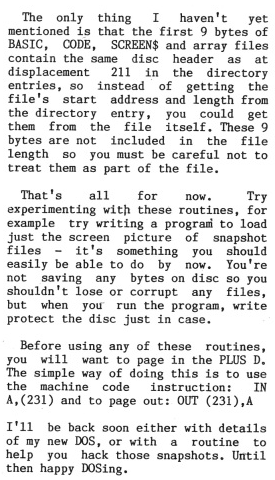 The only thing I haven't yet
mentioned is that the first 9 bytes of
BASIC, CODE, SCREEN$ and array files
contain the same disc header as at
displacement 211 in the directory
entries, so instead of getting the
file's start address and length from
the directory entry, you could get
them from the file itself. These 9
bytes are not included in the file
length so you must be careful not to
treat them as part of the file.
That's all for now. Try
experimenting with these routines, for
example try writing a program to load
just the screen picture of snapshot
files - it's something you should
easily be able to do by now. You're
not saving any bytes on disc so you
shouldn't lose or corrupt any files,
but when you run the program, write
protect the disc just in case.
Before using any of these routines,
you will want to page in the PLUS D.
The simple way of doing this is to use
the machine code instruction: IN
A,(231) and to page out: OUT (231),A
I'll be back soon either with details
of my new DOS, or with a routine to
help you hack those snapshots. Until
then happy DOSing.